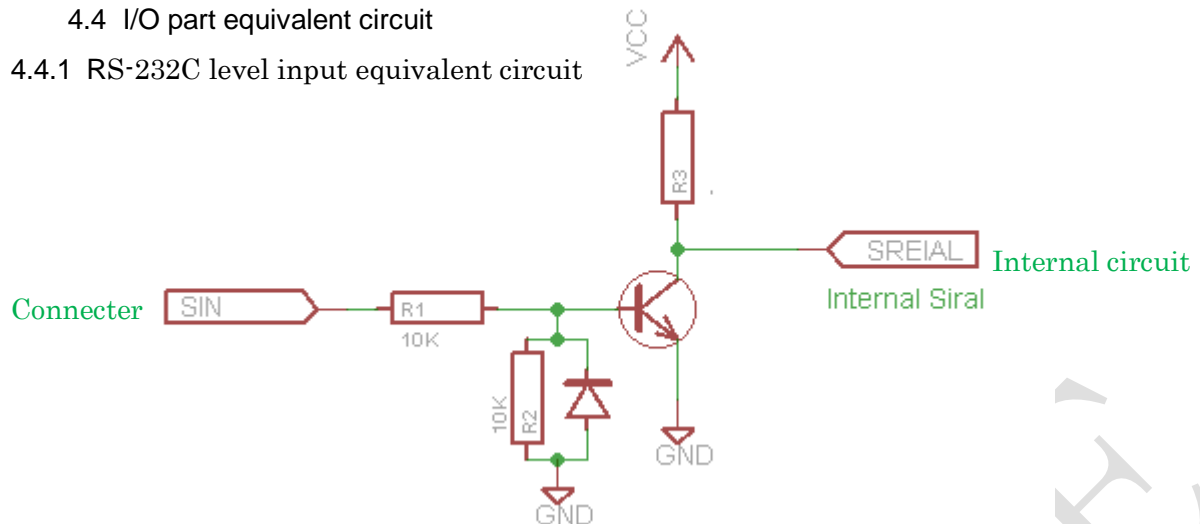 4.4 I/O part equivalent circuit
4.4.1 RS-232C level input equivalent circuit
VCC
R3
SREIAL
Internal circuit
Internal Siral
Connecter
SIN
R1
10K
10K
R2
GND
GND